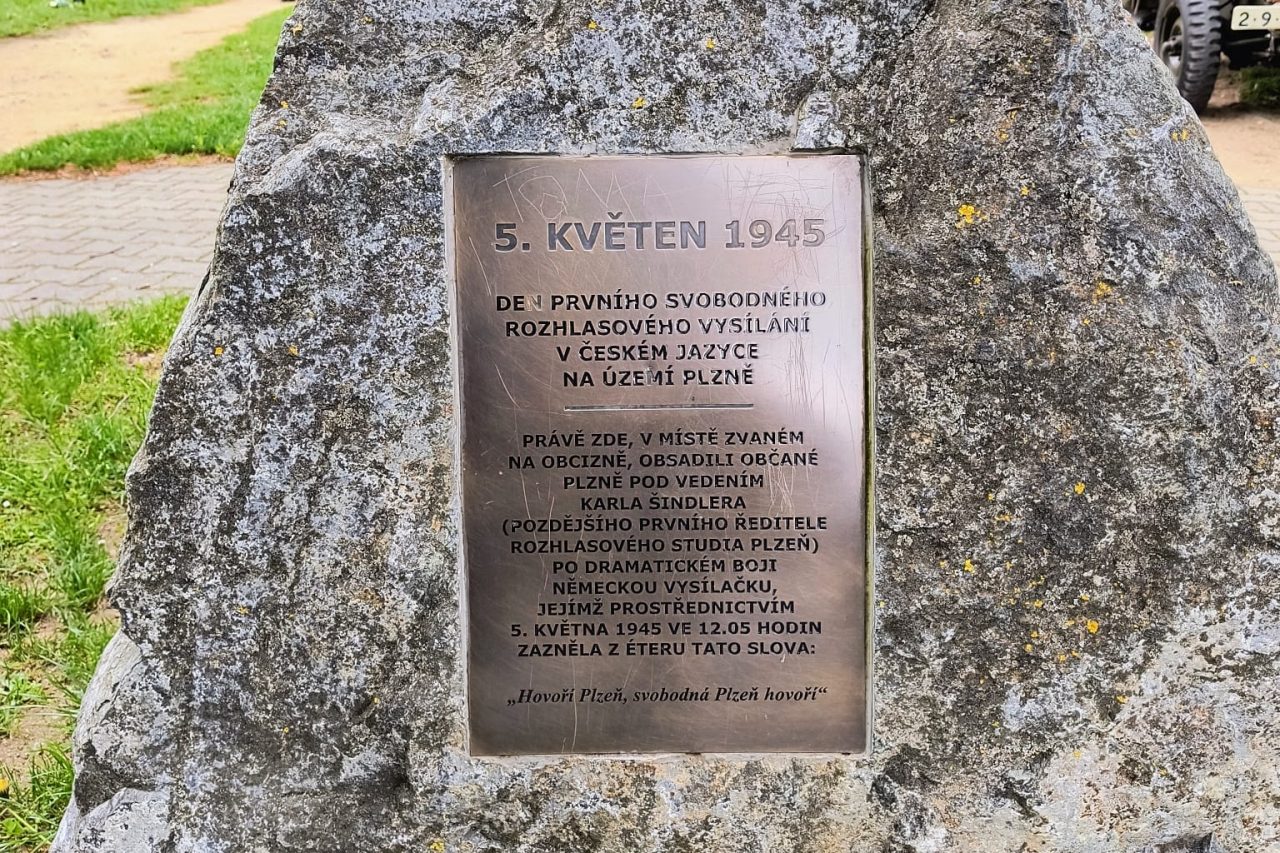 2·9
5. KVĚTEN 1945
DEN PRVNÍHO SVOBODNÉHO
ROZHLASOVÉHO VYSÍLÁNÍ
V ČESKÉM JAZYCE
NA ÚZEMÍ PLZNĚ
PRÁVĚ ZDE, V MÍSTĚ ZVANÉM
NA OBCIZNĚ, OBSADILI OBČANÉ
PLZNĚ POD VEDENÍM
KARLA ŠINDLERA
(POZDĚJŠÍHO PRVNÍHO ŘEDITELE
ROZHLASOVÉHO STUDIA PLZEŇ)
PO DRAMATICKÉM BOJI
NĚMECKOU VYSÍLAČKU,
JEJÍMŽ PROSTŘEDNICTVÍM
5. KVĚTNA 1945 VE 12.05 HODIN
ZAZNĚLA Z ÉTERU TATO SLOVA:
„Hovoří Plzeň, svobodná Plzeň hovoří“